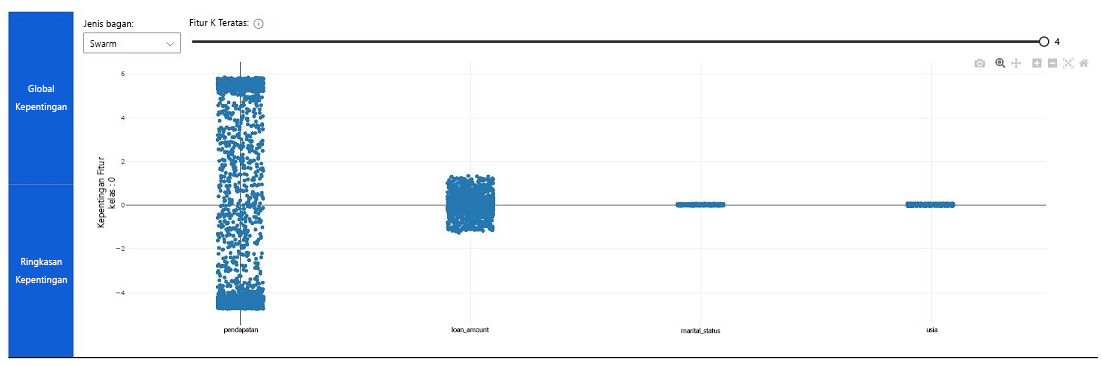 Jenis bagan:
Fitur K Teratas:
Swarm
4
Global
Kepentingan
Ringkasan
Kepentingan
Kepentingan Fitur
kelas : 0
6
4
2
0
−2
−4
pendapatan
loan_amount
marital_status
usia